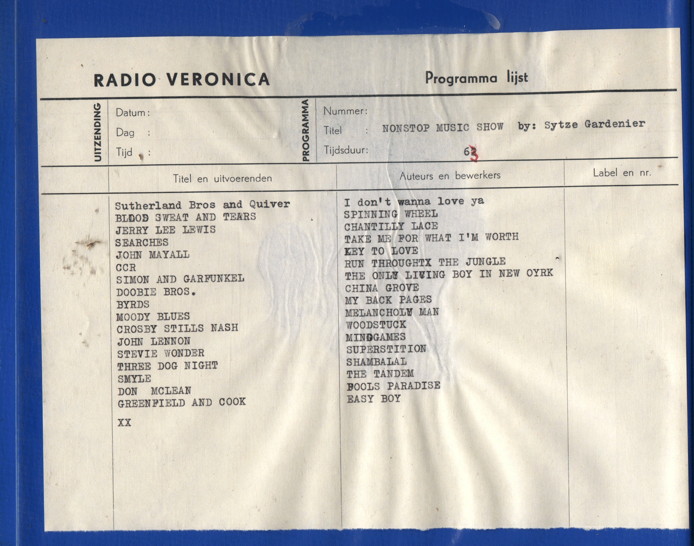 RADIO VERONICA Programma lijst
UITZENDING
Datum:
Dag :
Tijd :
PROGRAMMA
Nummer:
Titel : NONSTOP MUSIC SHOW by: Sytze Gardenier
Tijdsduur:
Titel en uitvoerenden Auteurs en bewerkers Label en nr.
Sutherland Bros and Quiver I don't wanna love ya
BLOOD SWEAT AND TEARS SPINNING WHEEL
JERRY LEE LEWIS CHANTILLY LACE
SEARCHES TAKE ME FOR WHAT I'M WORTH
JOHN MAYALL KEY TO LOVE
CCR RUN THROUGHTX THE JUNGLE
SIMON AND GARFUNKEL THE ONLY LIVING BOY IN NEW OYRK
DOOBIE BROS. CHINA GROVE
BYRDS MY BACK PAGES
MOODY BLUES MELANCHOLY MAN
CROSBY STILLS NASH WOODSTUCK
JOHN LENNON MINDGAMES
STEVIE WONDER SUPERSTITION
THREE DOG NIGHT SHAMBALAL
SMYLE THE TANDEM
DON MCLEAN FOOLS PARADISE
GREENFIELD AND COOK EASY BOY
XX